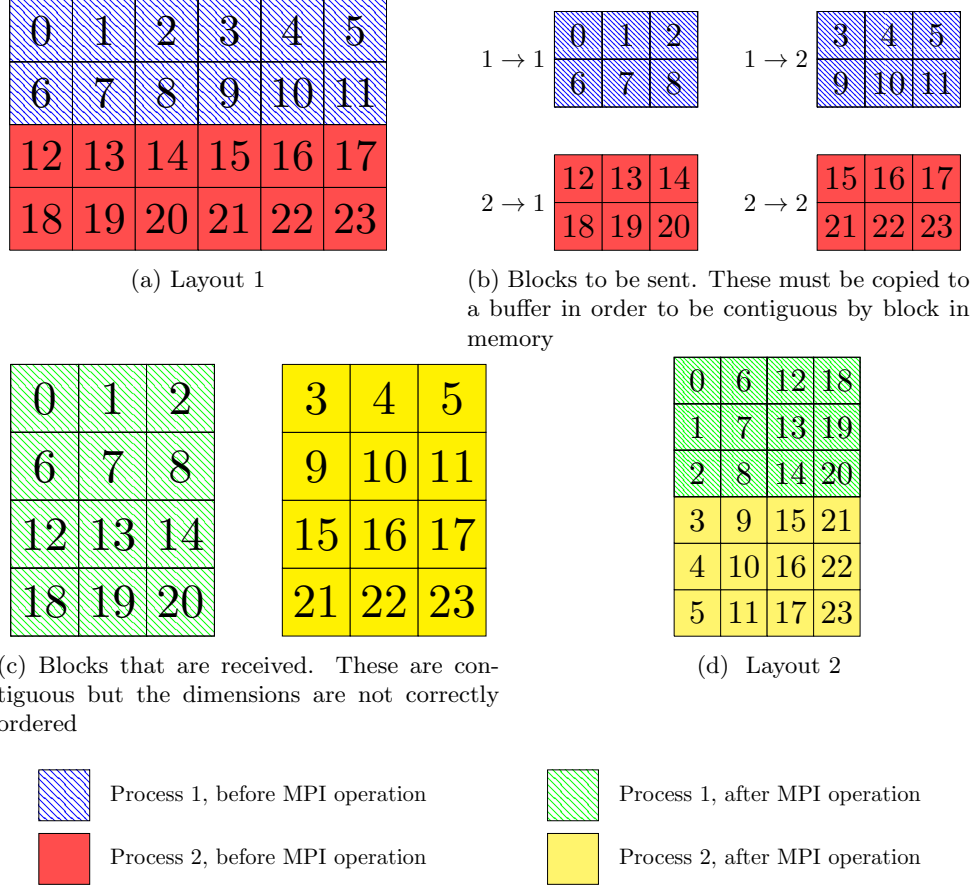 0 1 2 3 4 5
6 7 8 9 10 11
12 13 14 15 16 17
18 19 20 21 22 23
(a) Layout 1
1 → 1
0 1 2
6 7 8
1 → 2
3 4 5
9 10 11
2 → 1
12 13 14
18 19 20
2 → 2
15 16 17
21 22 23
(b) Blocks to be sent. These must be copied to
a buffer in order to be contiguous by block in
memory
0 1 2
6 7 8
12 13 14
18 19 20
3 4 5
9 10 11
15 16 17
21 22 23
(c) Blocks that are received. These are con-
tiguous but the dimensions are not correctly
ordered
0 6 12 18
1 7 13 19
2 8 14 20
3 9 15 21
4 10 16 22
5 11 17 23
(d) Layout 2
Process 1, before MPI operation
Process 1, after MPI operation
Process 2, before MPI operation
Process 2, after MPI operation